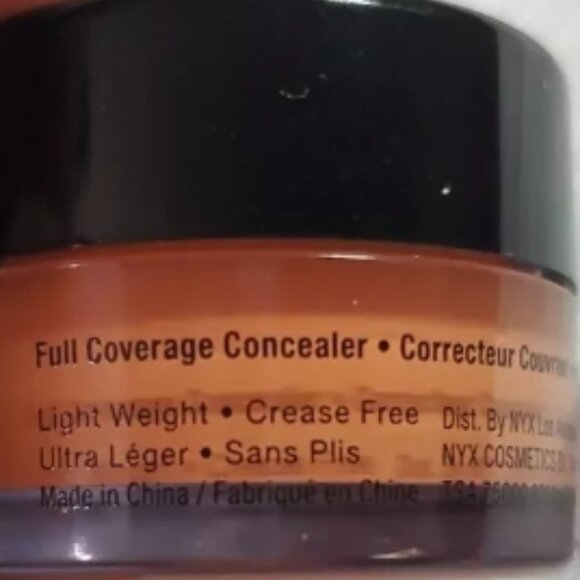 Full Coverage Concealer • Correcteur
Light Weight • Crease Free Dist. By NYX Los
Ultra Léger • Sans Plis NYX COSMETICS
Made in China / Fabriqué en Chine